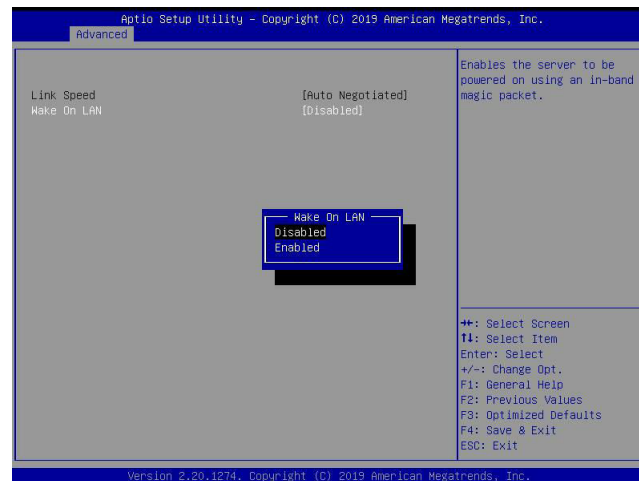 Aptio Setup Utility – Copyright (C) 2019 American Megatrends, Inc.
Advanced
Link Speed [Auto Negotiated]
Wake On LAN [Disabled]
Enables the server to be
powered on using an in-band
magic packet.
Wake On LAN
Disabled
Enabled
→←: Select Screen
↑↓: Select Item
Enter: Select
+/-: Change Opt.
F1: General Help
F2: Previous Values
F3: Optimized Defaults
F4: Save & Exit
ESC: Exit
Version 2.20.1274. Copyright (C) 2019 American Megatrends, Inc.